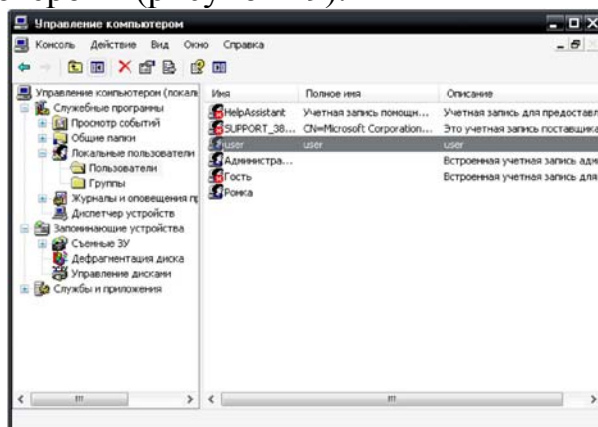 Управление компьютером
Консоль Действие Вид Окно Справка
Управление компьютером (локал
Служебные программы
Просмотр событий
Общие папки
Локальные пользователи
Пользователи
Группы
Журналы и оповещения пр
Диспетчер устройств
Запоминающие устройства
Съемные ЗУ
Дефрагментация диска
Управление дисками
Службы и приложения
Имя Полное имя Описание
HelpAssistant Учетная запись помощн... Учетная запись для предоставл
SUPPORT_38... CN=Microsoft Corporation... Это учетная запись поставщика
user user user
Администра... Встроенная учетная запись адм
Гость Встроенная учетная запись для
Ромка